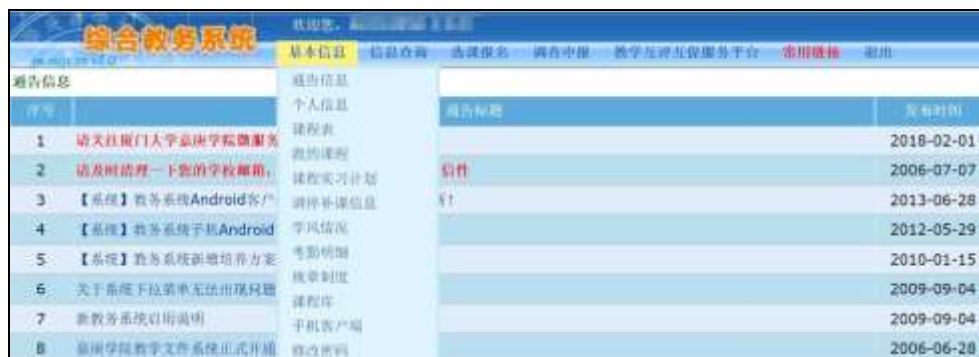 综合教务系统
欢迎您,
基本信息 信息查询 选课报名 调查申报 教学互评互促服务平台 常用链接 退出
通告信息
序号 通告标题 发布时间
1 请关注厦门大学嘉庚学院微服务 2018-02-01
2 请及时清理一下您的学校邮箱, 信件 2006-07-07
3 【系统】教务系统Android客户 2013-06-28
4 【系统】教务系统手机Android 2012-05-29
5 【系统】教务系统新增培养方案 2010-01-15
6 关于系统下拉菜单无法出现问题 2009-09-04
7 新教务系统启用说明 2009-09-04
8 嘉庚学院教学文件系统正式开通 2006-06-28
通告信息
个人信息
课程表
我的课程
课程实习计划
调停补课信息
学风情况
考勤明细
规章制度
课程库
手机客户端
修改密码